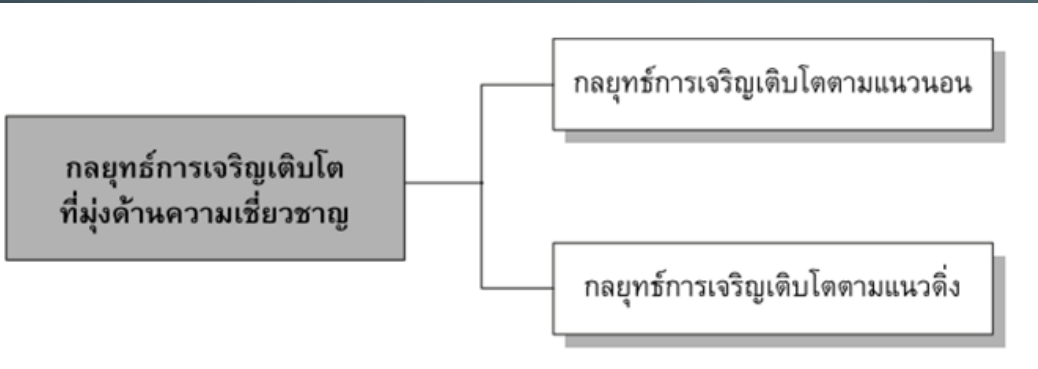 กลยุทธ์การเจริญเติบโต
ที่มุ่งด้านความเชี่ยวชาญ
กลยุทธ์การเจริญเติบโตตามแนวนอน
กลยุทธ์การเจริญเติบโตตามแนวดิ่ง